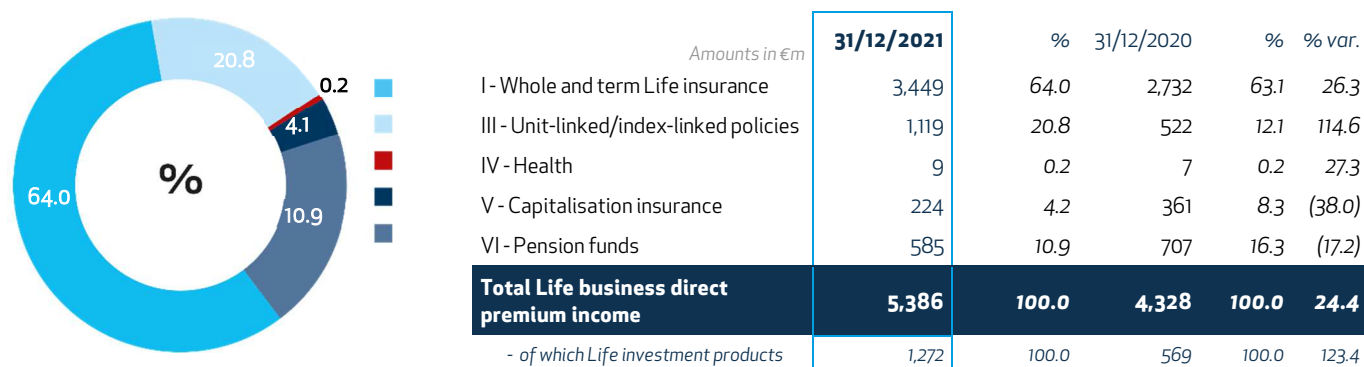 20.8
0.2
4.1
%
64.0
10.9
Amounts in €m 31/12/2021 % 31/12/2020 % % var.
I - Whole and term Life insurance 3,449 64.0 2,732 63.1 26.3
III - Unit-linked/index-linked policies 1,119 20.8 522 12.1 114.6
IV - Health 9 0.2 7 0.2 27.3
V - Capitalisation insurance 224 4.2 361 8.3 (38.0)
VI - Pension funds 585 10.9 707 16.3 (17.2)
Total Life business direct
premium income 5,386 100.0 4,328 100.0 24.4
- of which Life investment products 1,272 100.0 569 100.0 123.4